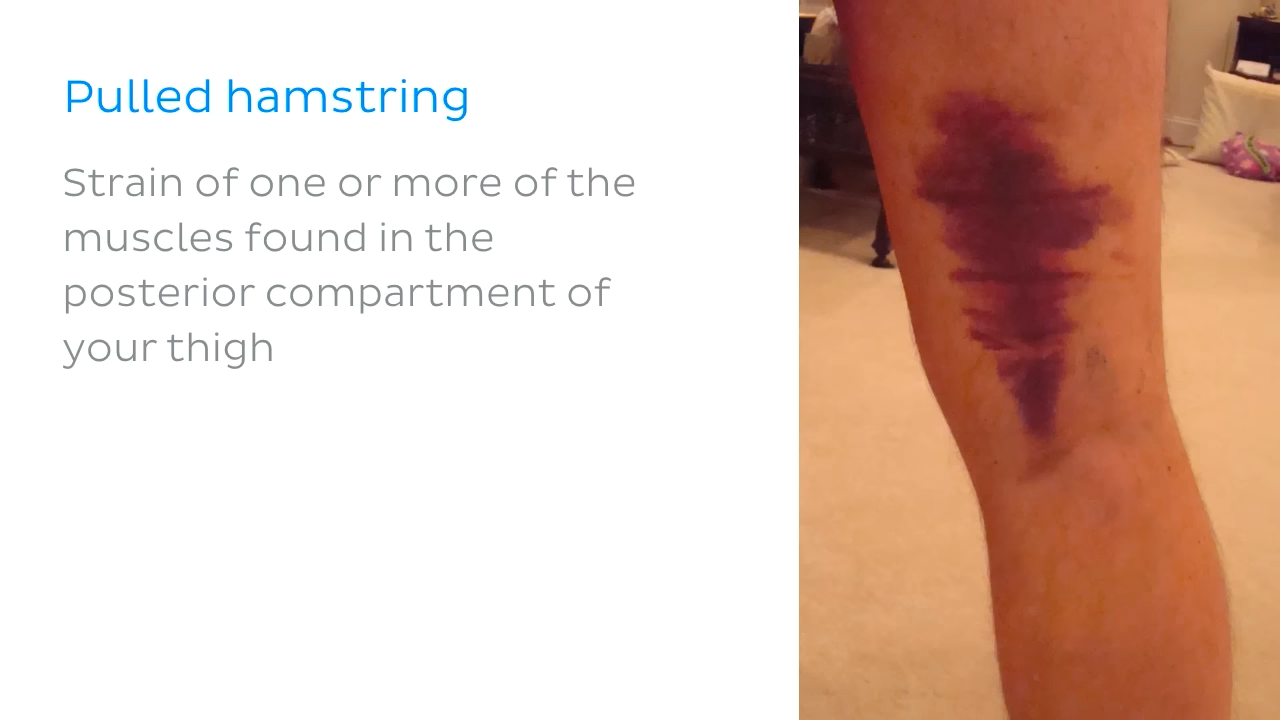 Pulled hamstring
Strain of one or more of the
muscles found in the
posterior compartment of
your thigh